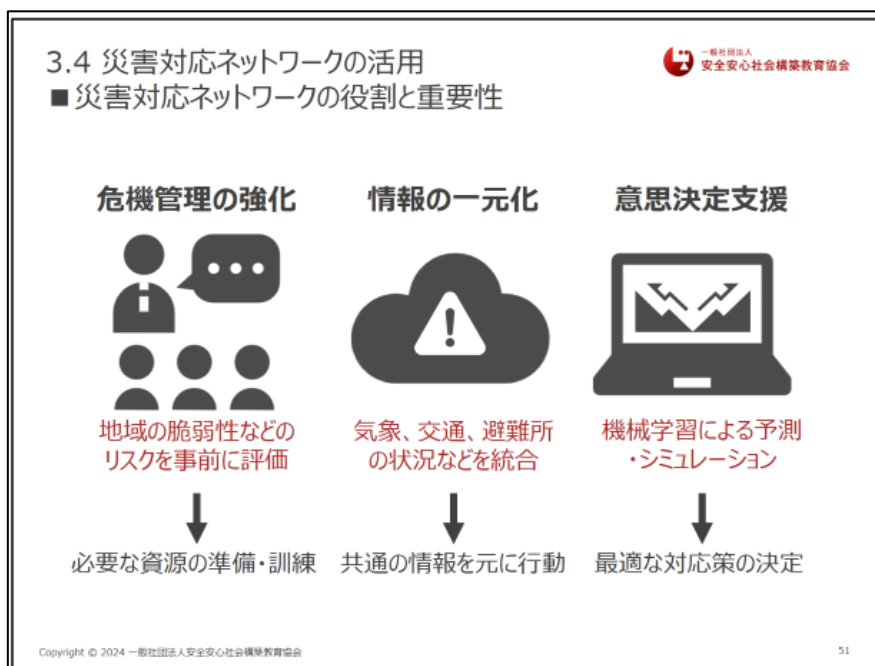 3.4 災害対応ネットワークの活用
■災害対応ネットワークの役割と重要性
一般社団法人
安全安心社会構築教育協会
危機管理の強化
地域の脆弱性などの
リスクを事前に評価
必要な資源の準備・訓練
情報の一元化
気象、交通、避難所
の状況などを統合
共通の情報を元に行動
意思決定支援
機械学習による予測
・シミュレーション
最適な対応策の決定
Copyright © 2024 一般社団法人安全安心社会構築教育協会
51